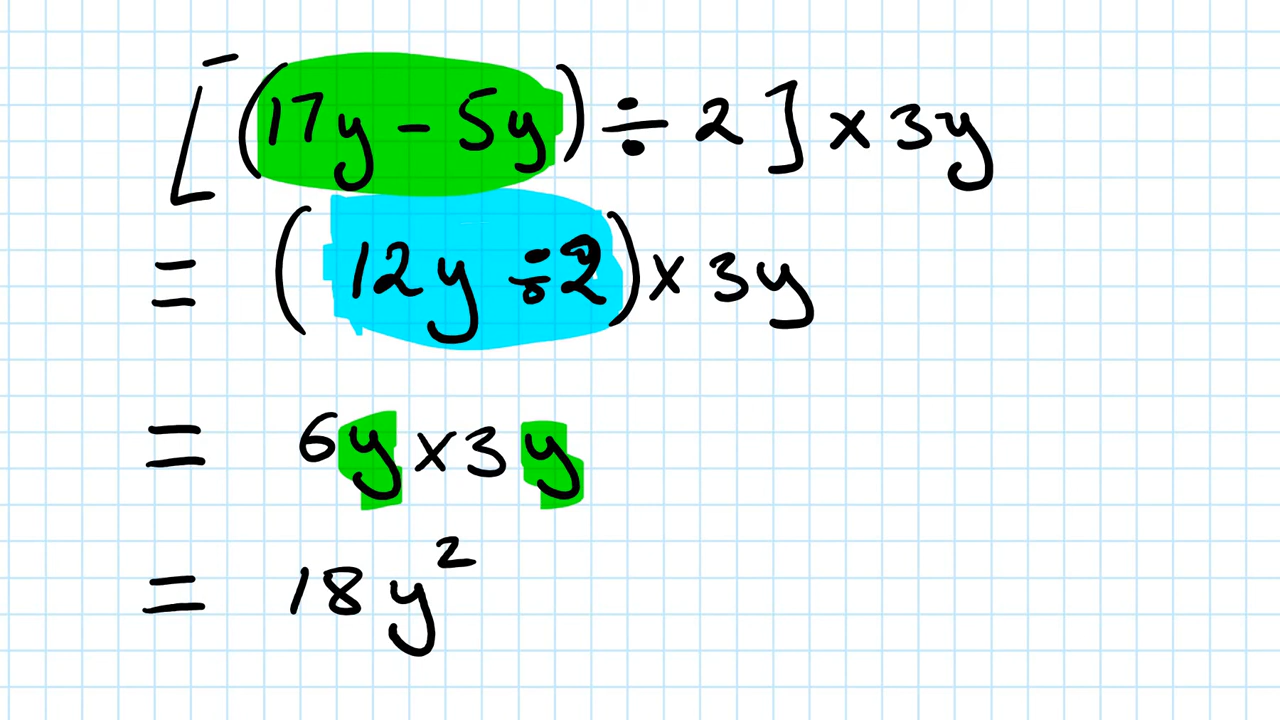 [(17y - 5y) ÷ 2] × 3y
= (12y ÷ 2) × 3y
= 6y × 3y
= 18y²